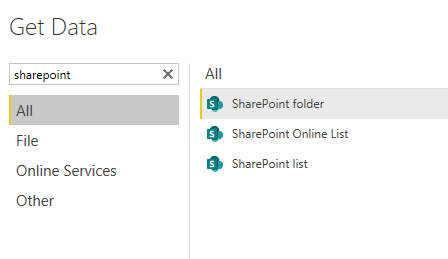 Get Data
sharepoint
All
File
Online Services
Other
All
SharePoint folder
SharePoint Online List
SharePoint list